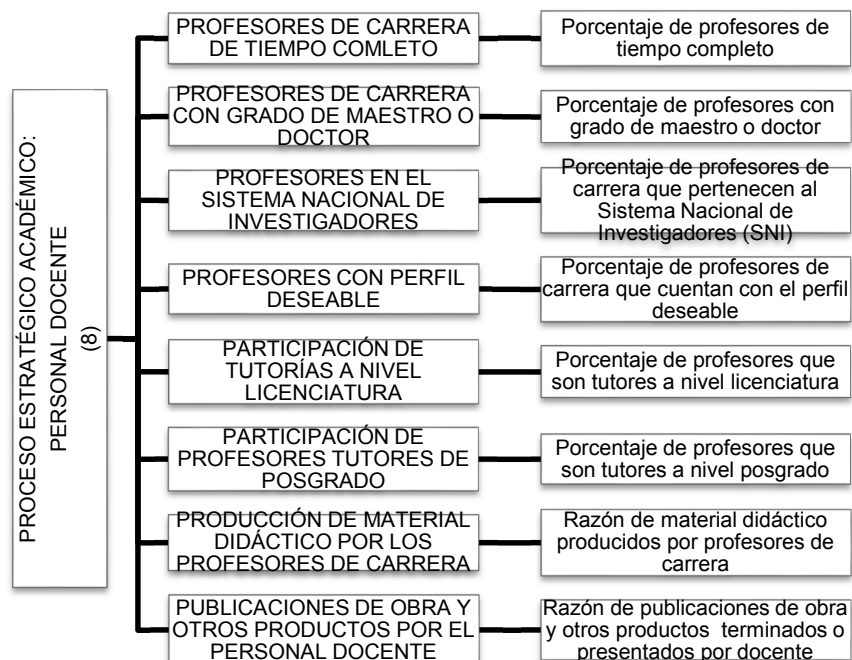 PROCESO ESTRATÉGICO ACADÉMICO:
PERSONAL DOCENTE
(8)
PROFESORES DE CARRERA
DE TIEMPO COMLETO
Porcentaje de profesores de
tiempo completo
PROFESORES DE CARRERA
CON GRADO DE MAESTRO O
DOCTOR
Porcentaje de profesores con
grado de maestro o doctor
PROFESORES EN EL
SISTEMA NACIONAL DE
INVESTIGADORES
Porcentaje de profesores de
carrera que pertenecen al
Sistema Nacional de
Investigadores (SNI)
PROFESORES CON PERFIL
DESEABLE
Porcentaje de profesores de
carrera que cuentan con el perfil
deseable
PARTICIPACIÓN DE
TUTORÍAS A NIVEL
LICENCIATURA
Porcentaje de profesores que
son tutores a nivel licenciatura
PARTICIPACIÓN DE
PROFESORES TUTORES DE
POSGRADO
Porcentaje de profesores que
son tutores a nivel posgrado
PRODUCCIÓN DE MATERIAL
DIDÁCTICO POR LOS
PROFESORES DE CARRERA
Razón de material didáctico
producidos por profesores de
carrera
PUBLICACIONES DE OBRA Y
OTROS PRODUCTOS POR EL
PERSONAL DOCENTE
Razón de publicaciones de obra
y otros productos terminados o
presentados por docente